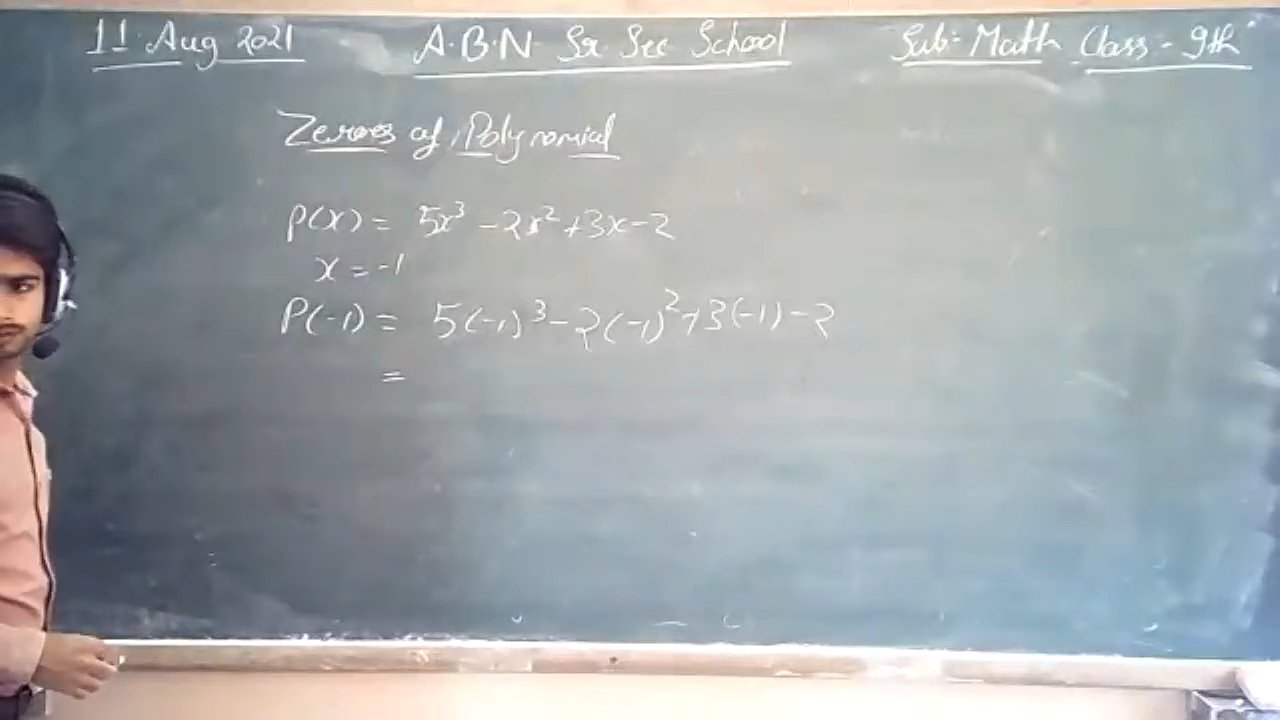 11 Aug 2021 A.B.N. Sr. Sec School Sub:- Math Class - 9th
Zeroes of Polynomial
P(x) = 5x³ - 2x² + 3x - 2
x = -1
P(-1) = 5(-1)³ - 2(-1)² + 3(-1) - 2
=